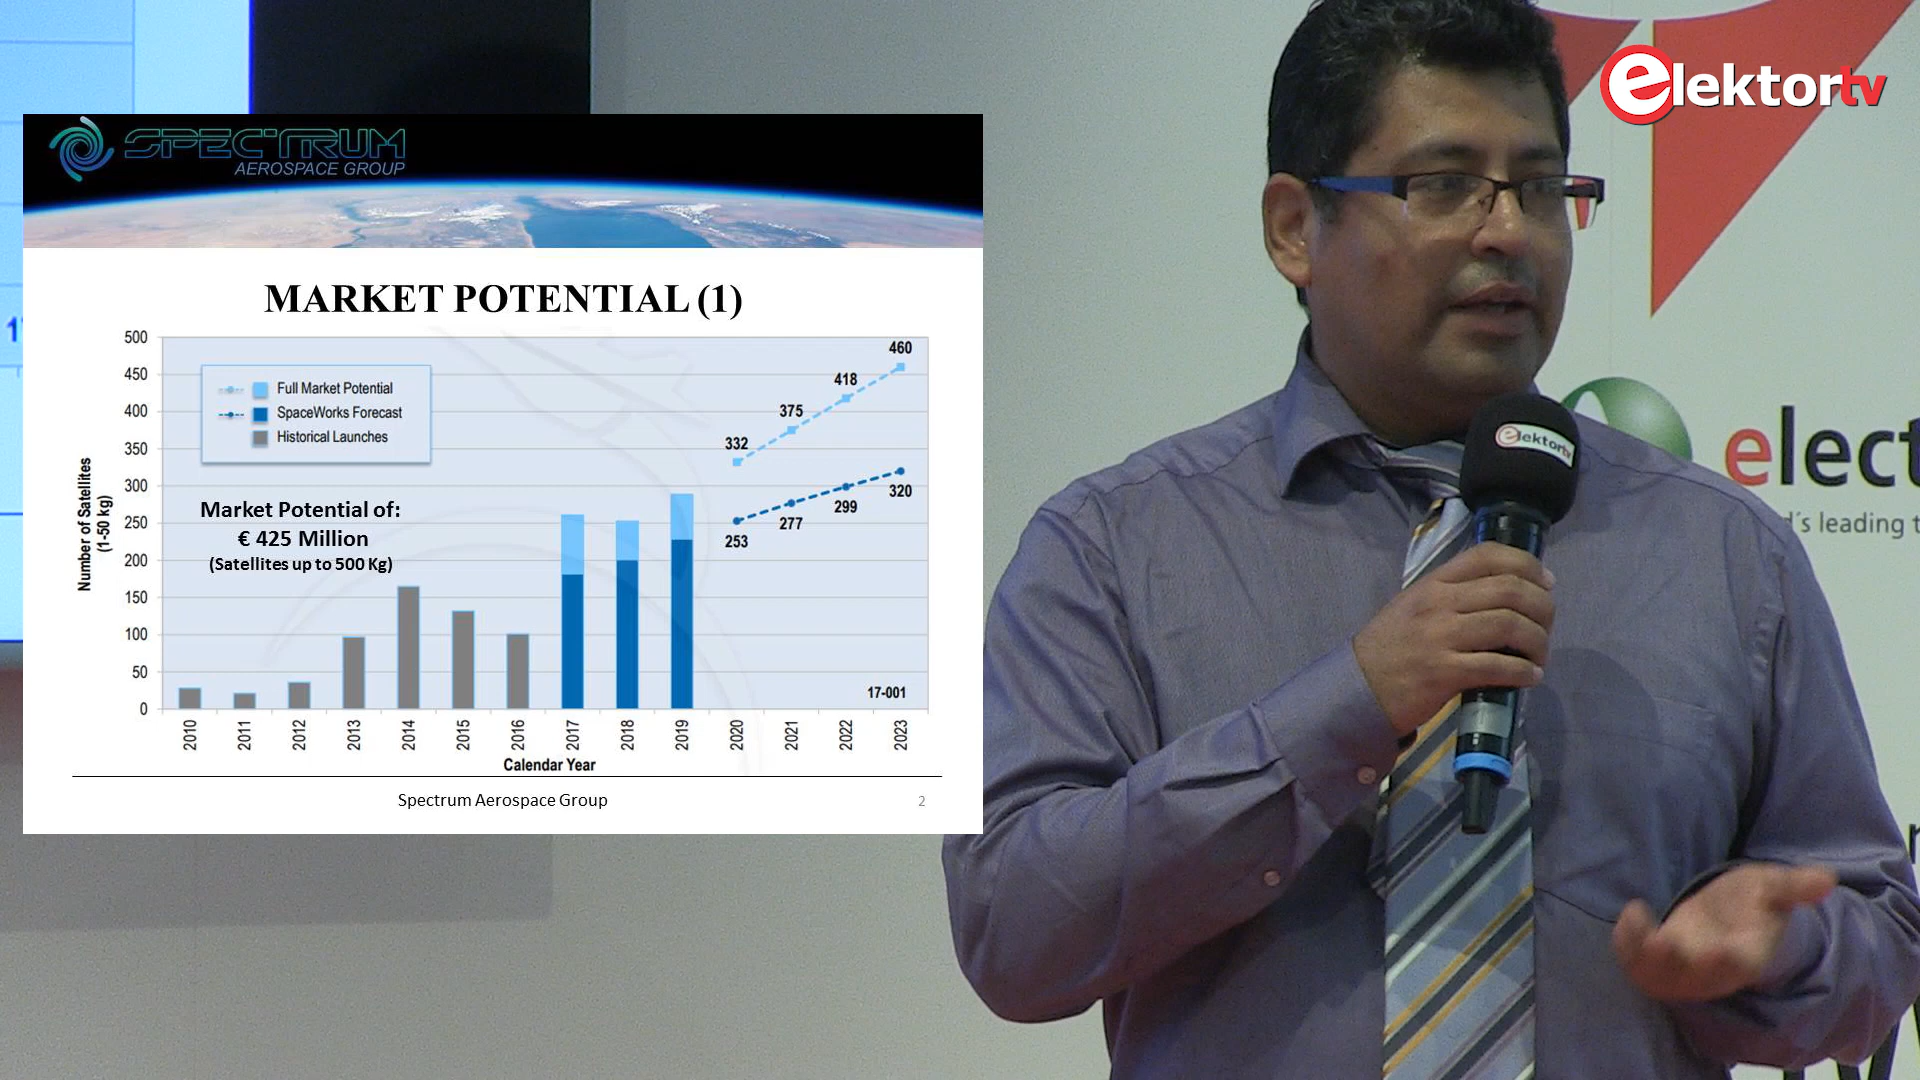 elektortv
SPECTRUM
AEROSPACE GROUP
MARKET POTENTIAL (1)
500
450
400
350
300
250
200
150
100
50
0
Number of Satellites
(1-50 kg)
Full Market Potential
SpaceWorks Forecast
Historical Launches
Market Potential of:
€ 425 Million
(Satellites up to 500 Kg)
332
375
418
460
253
277
299
320
17-001
2010
2011
2012
2013
2014
2015
2016
2017
2018
2019
2020
2021
2022
2023
Calendar Year
Spectrum Aerospace Group
2
elektortv
elect
d's leading t